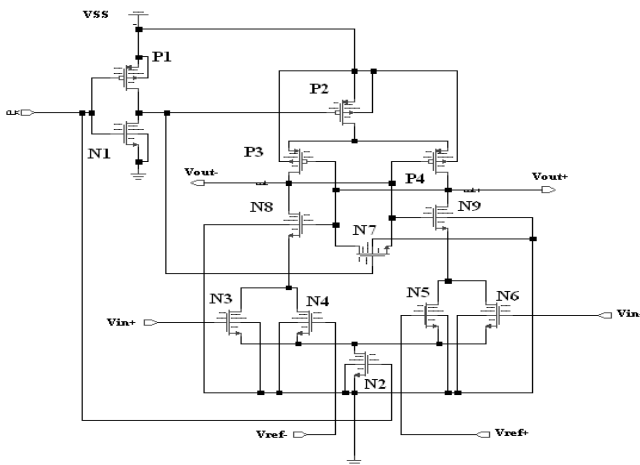 VSS
P1
P2
CLK
N1
P3
P4
Vout-
Vout+
N8
N7
N9
N3
N4
N5
N6
Vin+
Vin-
N2
Vref-
Vref+